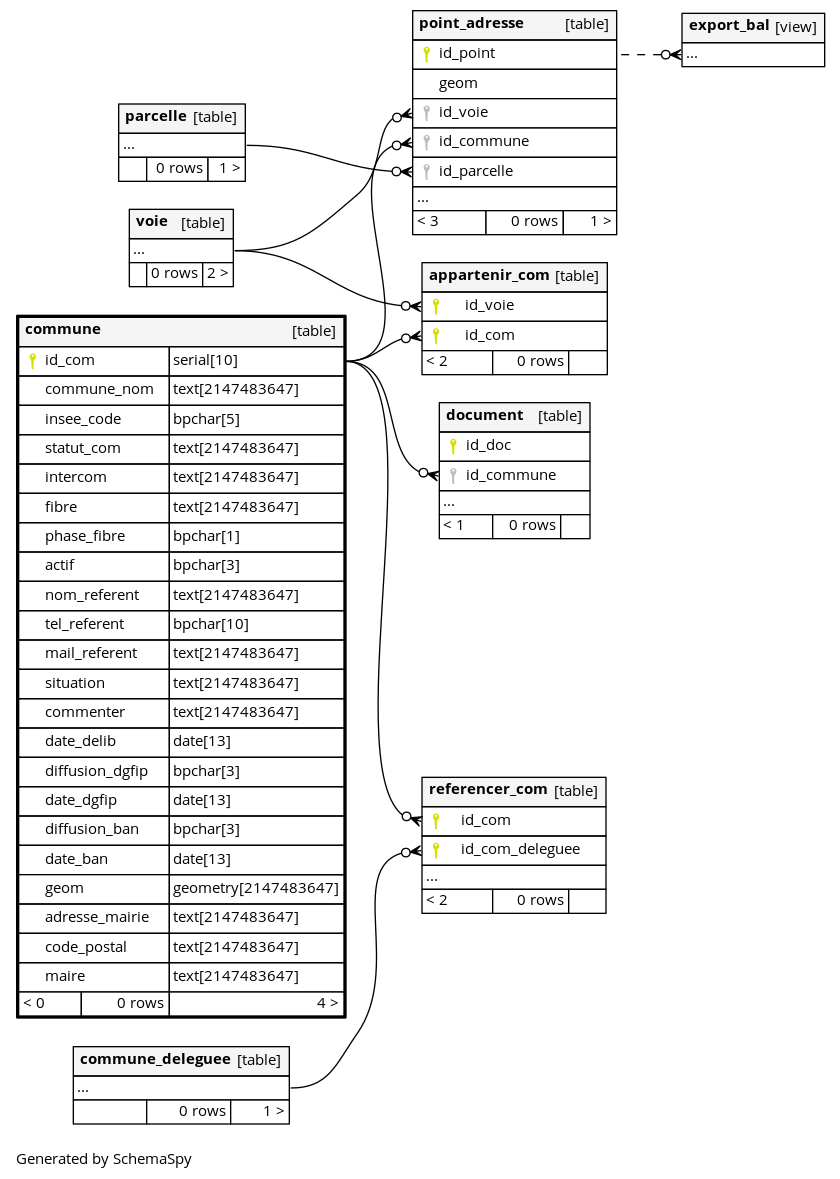 point_adresse [table]
id_point
geom
id_voie
id_commune
id_parcelle
...
< 3 0 rows 1 >
export_bal [view]
...
parcelle [table]
...
0 rows 1 >
voie [table]
...
0 rows 2 >
appartenir_com [table]
id_voie
id_com
< 2 0 rows
commune [table]
id_com serial[10]
commune_nom text[2147483647]
insee_code bpchar[5]
statut_com text[2147483647]
intercom text[2147483647]
fibre text[2147483647]
phase_fibre bpchar[1]
actif bpchar[3]
nom_referent text[2147483647]
tel_referent bpchar[10]
mail_referent text[2147483647]
situation text[2147483647]
commenter text[2147483647]
date_delib date[13]
diffusion_dgfip bpchar[3]
date_dgfip date[13]
diffusion_ban bpchar[3]
date_ban date[13]
geom geometry[2147483647]
adresse_mairie text[2147483647]
code_postal text[2147483647]
maire text[2147483647]
< 0 0 rows 4 >
document [table]
id_doc
id_commune
...
< 1 0 rows
referencer_com [table]
id_com
id_com_deleguee
...
< 2 0 rows
commune_deleguee [table]
...
0 rows 1 >
Generated by SchemaSpy